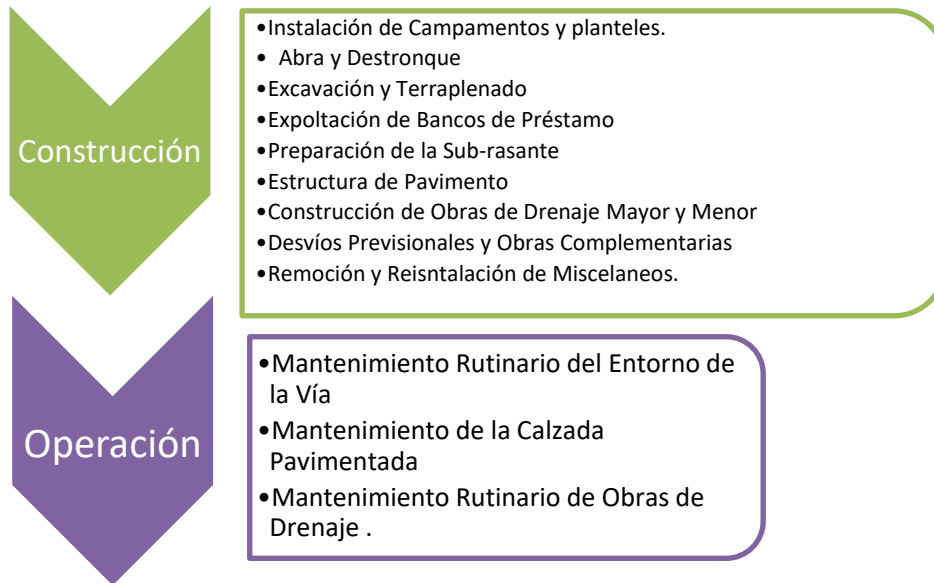 Construcción
•Instalación de Campamentos y planteles.
• Abra y Destronque
•Excavación y Terraplenado
•Expoltación de Bancos de Préstamo
•Preparación de la Sub-rasante
•Estructura de Pavimento
•Construcción de Obras de Drenaje Mayor y Menor
•Desvíos Previsionales y Obras Complementarias
•Remoción y Reisntalación de Miscelaneos.
Operación
•Mantenimiento Rutinario del Entorno de
la Vía
•Mantenimiento de la Calzada
Pavimentada
•Mantenimiento Rutinario de Obras de
Drenaje .